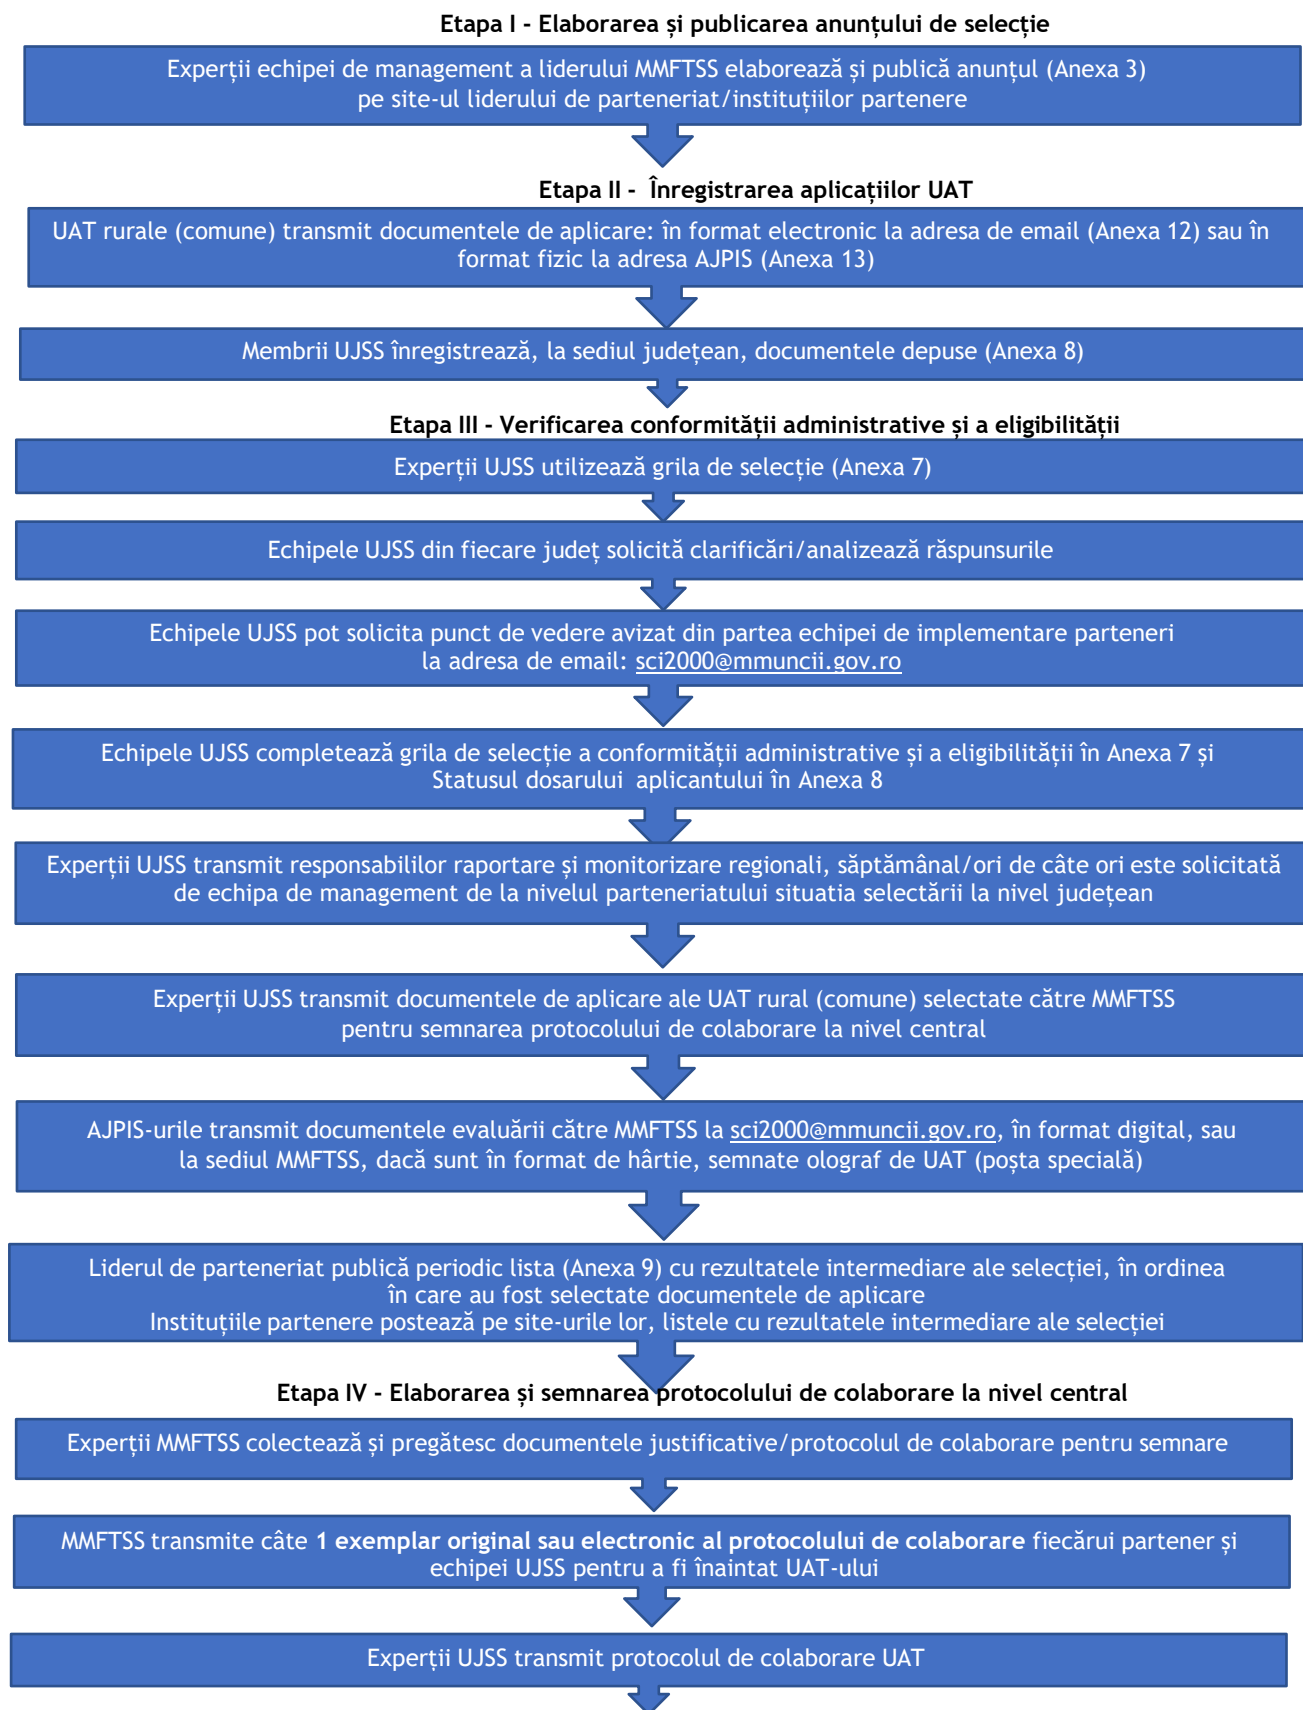 Etapa I - Elaborarea și publicarea anunțului de selecție
Experții echipei de management a liderului MMFTSS elaborează și publică anunțul (Anexa 3)
pe site-ul liderului de parteneriat/instituțiilor partenere
Etapa II - Înregistrarea aplicațiilor UAT
UAT rurale (comune) transmit documentele de aplicare: în format electronic la adresa de email (Anexa 12) sau în
format fizic la adresa AJPIS (Anexa 13)
Membrii UJSS înregistrează, la sediul județean, documentele depuse (Anexa 8)
Etapa III - Verificarea conformității administrative și a eligibilității
Experții UJSS utilizează grila de selecție (Anexa 7)
Echipele UJSS din fiecare județ solicită clarificări/analizează răspunsurile
Echipele UJSS pot solicita punct de vedere avizat din partea echipei de implementare parteneri
la adresa de email: sci2000@mmuncii.gov.ro
Echipele UJSS completează grila de selecție a conformității administrative și a eligibilității în Anexa 7 și
Statusul dosarului aplicantului în Anexa 8
Experții UJSS transmit responsabililor raportare și monitorizare regionali, săptămânal/ori de câte ori este solicitată
de echipa de management de la nivelul parteneriatului situatia selectării la nivel județean
Experții UJSS transmit documentele de aplicare ale UAT rural (comune) selectate către MMFTSS
pentru semnarea protocolului de colaborare la nivel central
AJPIS-urile transmit documentele evaluării către MMFTSS la sci2000@mmuncii.gov.ro, în format digital, sau
la sediul MMFTSS, dacă sunt în format de hârtie, semnate olograf de UAT (poșta specială)
Liderul de parteneriat publică periodic lista (Anexa 9) cu rezultatele intermediare ale selecției, în ordinea
în care au fost selectate documentele de aplicare
Instituțiile partenere postează pe site-urile lor, listele cu rezultatele intermediare ale selecției
Etapa IV - Elaborarea și semnarea protocolului de colaborare la nivel central
Experții MMFTSS colectează și pregătesc documentele justificative/protocolul de colaborare pentru semnare
MMFTSS transmite câte 1 exemplar original sau electronic al protocolului de colaborare fiecărui partener și
echipei UJSS pentru a fi înaintat UAT-ului
Experții UJSS transmit protocolul de colaborare UAT